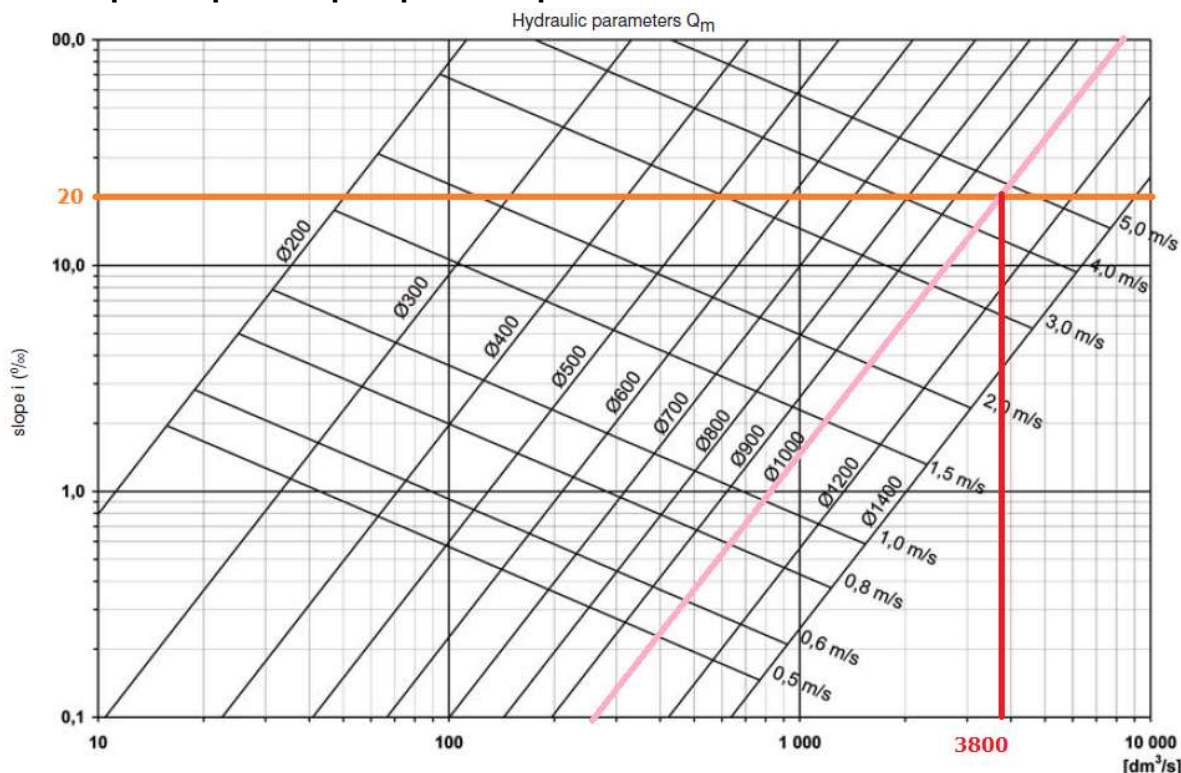 Hydraulic parameters Qm
00,0
20
10,0
1,0
0,1
slope i (⁰/∞)
Ø200
Ø300
Ø400
Ø500
Ø600
Ø700
Ø800
Ø900
Ø1000
Ø1200
Ø1400
5,0 m/s
4,0 m/s
3,0 m/s
2,0 m/s
1,5 m/s
1,0 m/s
0,8 m/s
0,6 m/s
0,5 m/s
10
100
1 000
3800
10 000
[dm³/s]